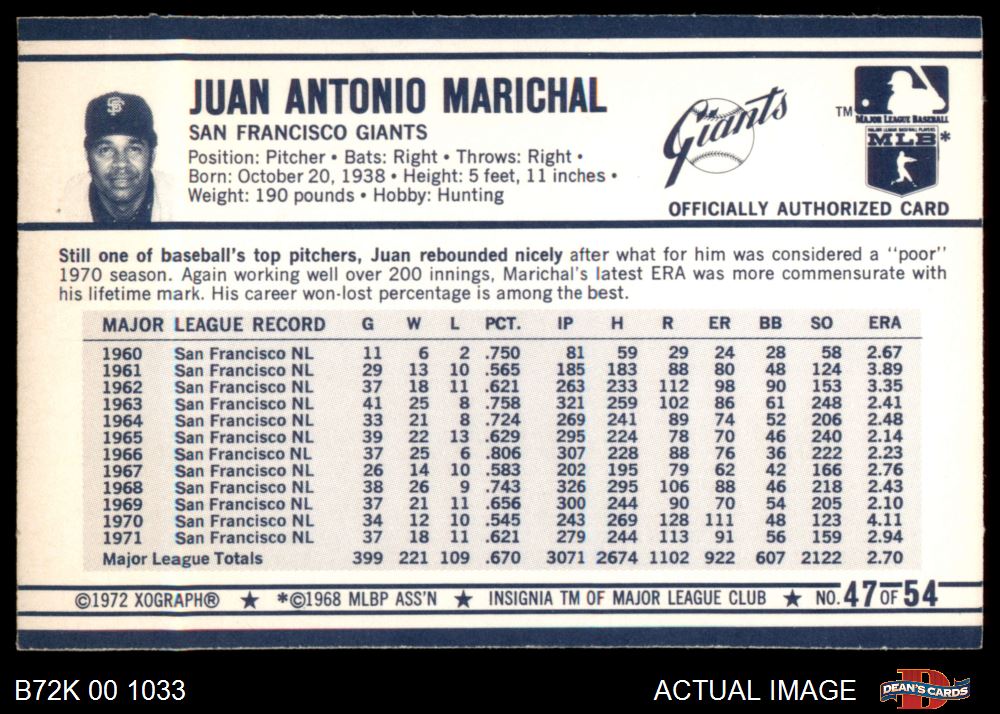 JUAN ANTONIO MARICHAL
SAN FRANCISCO GIANTS
Position: Pitcher • Bats: Right • Throws: Right •
Born: October 20, 1938 • Height: 5 feet, 11 inches •
Weight: 190 pounds • Hobby: Hunting
SF
Giants
TM
MAJOR LEAGUE BASEBALL
MAJOR LEAGUE BASEBALL PLAYERS
MLB*
OFFICIALLY AUTHORIZED CARD
Still one of baseball's top pitchers, Juan rebounded nicely after what for him was considered a "poor"
1970 season. Again working well over 200 innings, Marichal's latest ERA was more commensurate with
his lifetime mark. His career won-lost percentage is among the best.
MAJOR LEAGUE RECORD G W L PCT. IP H R ER BB SO ERA
1960 San Francisco NL 11 6 2 .750 81 59 29 24 28 58 2.67
1961 San Francisco NL 29 13 10 .565 185 183 88 80 48 124 3.89
1962 San Francisco NL 37 18 11 .621 263 233 112 98 90 153 3.35
1963 San Francisco NL 41 25 8 .758 321 259 102 86 61 248 2.41
1964 San Francisco NL 33 21 8 .724 269 241 89 74 52 206 2.48
1965 San Francisco NL 39 22 13 .629 295 224 78 70 46 240 2.14
1966 San Francisco NL 37 25 6 .806 307 228 88 76 36 222 2.23
1967 San Francisco NL 26 14 10 .583 202 195 79 62 42 166 2.76
1968 San Francisco NL 38 26 9 .743 326 295 106 88 46 218 2.43
1969 San Francisco NL 37 21 11 .656 300 244 90 70 54 205 2.10
1970 San Francisco NL 34 12 10 .545 243 269 128 111 48 123 4.11
1971 San Francisco NL 37 18 11 .621 279 244 113 91 56 159 2.94
Major League Totals 399 221 109 .670 3071 2674 1102 922 607 2122 2.70
©1972 XOGRAPH® ★ *©1968 MLBP ASS'N ★ INSIGNIA TM OF MAJOR LEAGUE CLUB ★ NO. 47 OF 54
B72K 00 1033
ACTUAL IMAGE
DEAN'S CARDS